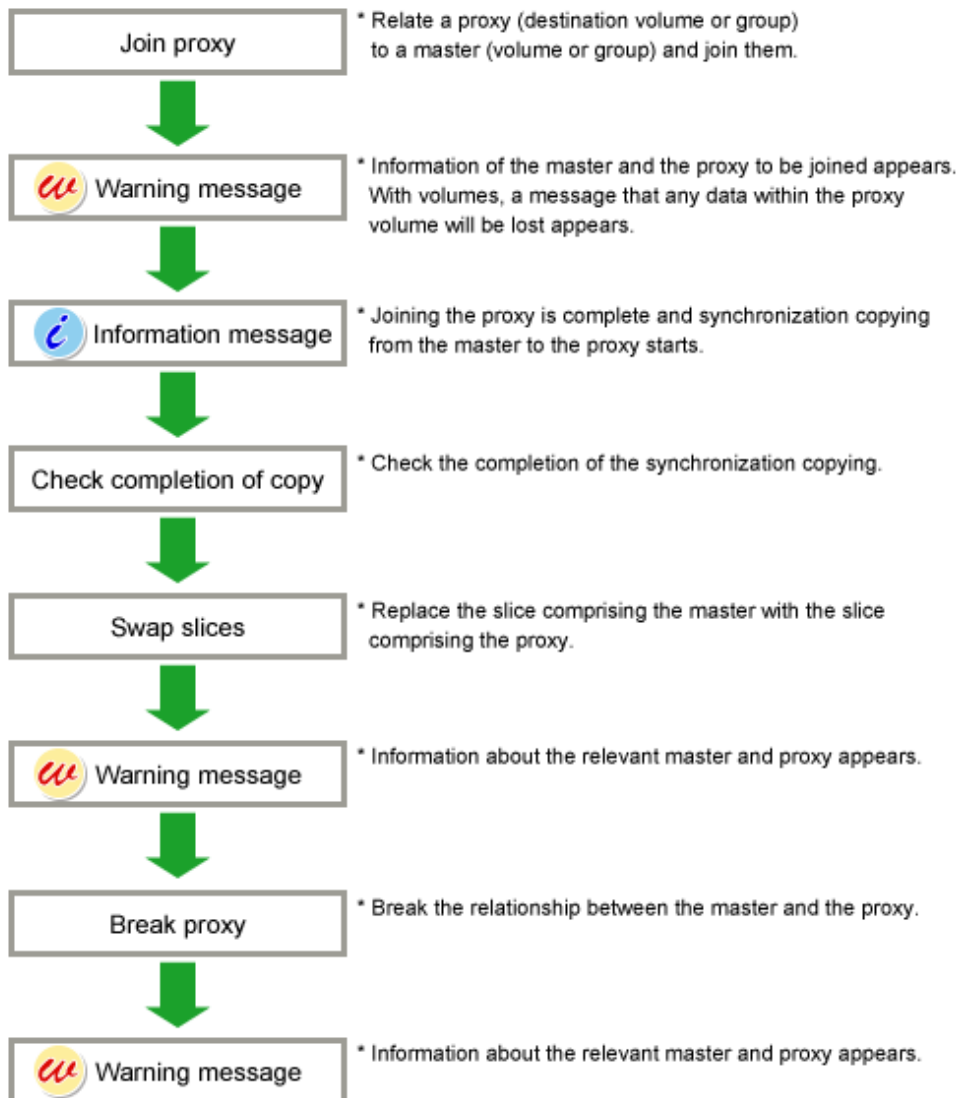 Join proxy
* Relate a proxy (destination volume or group)
to a master (volume or group) and join them.
w Warning message
* Information of the master and the proxy to be joined appears.
With volumes, a message that any data within the proxy
volume will be lost appears.
i Information message
* Joining the proxy is complete and synchronization copying
from the master to the proxy starts.
Check completion of copy
* Check the completion of the synchronization copying.
Swap slices
* Replace the slice comprising the master with the slice
comprising the proxy.
w Warning message
* Information about the relevant master and proxy appears.
Break proxy
* Break the relationship between the master and the proxy.
w Warning message
* Information about the relevant master and proxy appears.